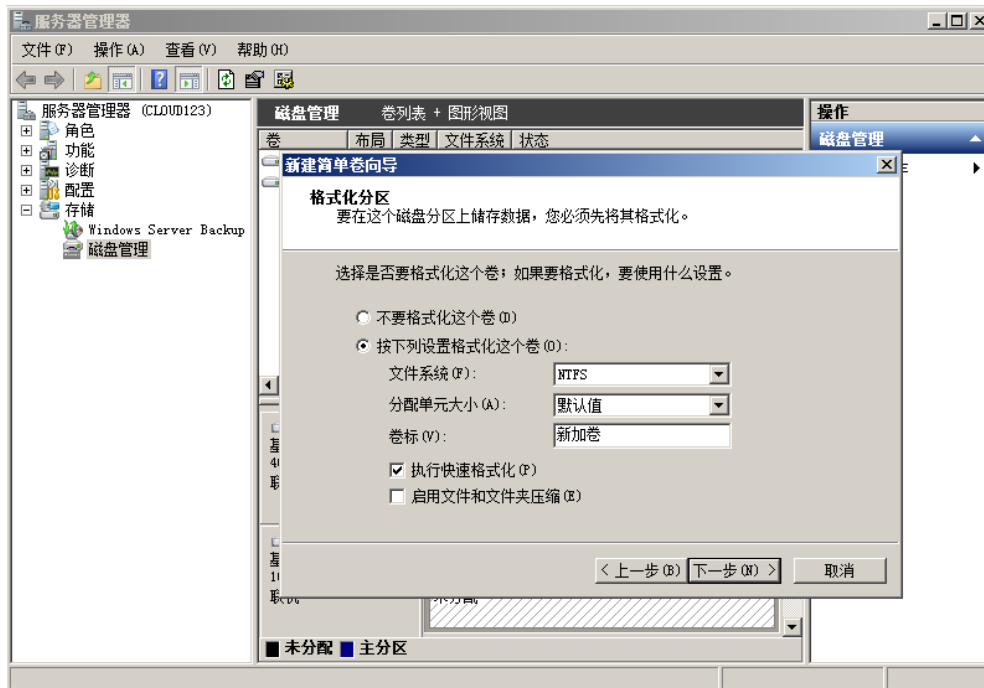 服务器管理器
文件(F) 操作(A) 查看(V) 帮助(H)
服务器管理器 (CLOUD123)
角色
功能
诊断
配置
存储
Windows Server Backup
磁盘管理
磁盘管理 卷列表 + 图形视图
卷 布局 类型 文件系统 状态
操作
磁盘管理
新建简单卷向导
格式化分区
要在这个磁盘分区上储存数据，您必须先将其格式化。
选择是否要格式化这个卷；如果要格式化，要使用什么设置。
不要格式化这个卷(D)
按下列设置格式化这个卷(O):
文件系统(F): NTFS
分配单元大小(A): 默认值
卷标(V): 新加卷
执行快速格式化(P)
启用文件和文件夹压缩(E)
< 上一步(B) 下一步(N) > 取消
未分配
未分配 主分区